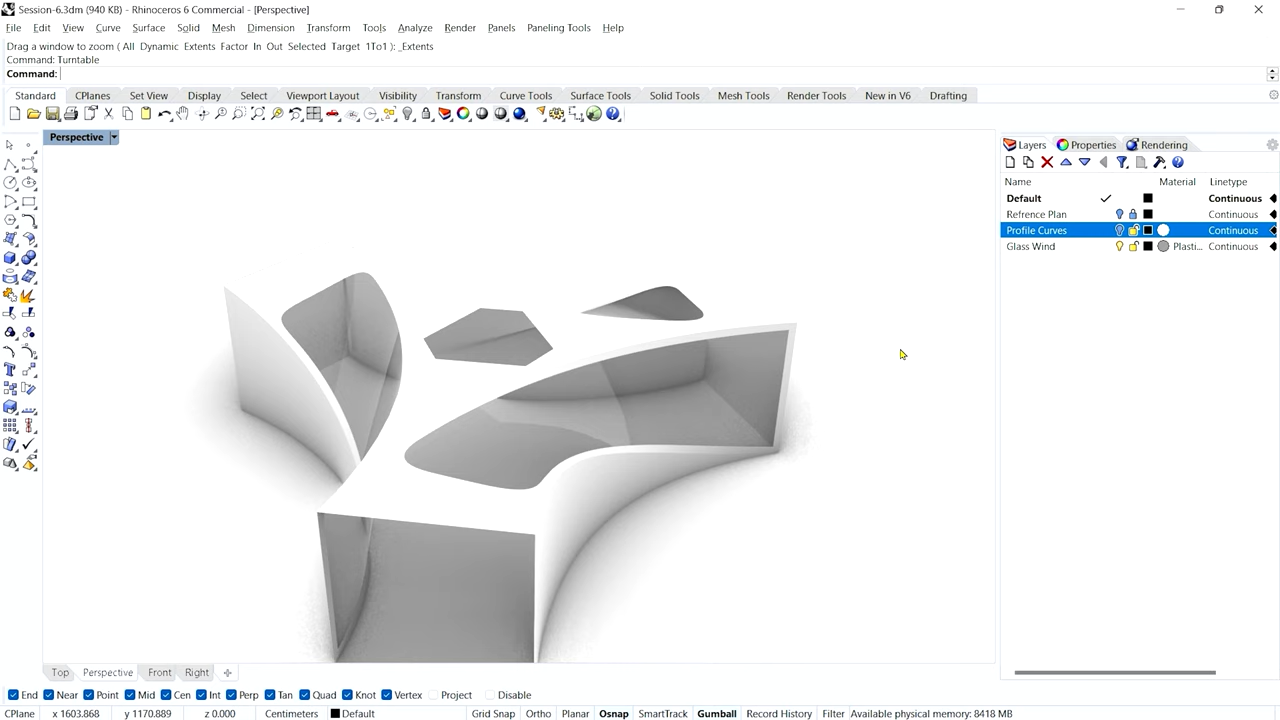 Session-6.3dm (940 KB) - Rhinoceros 6 Commercial - [Perspective]
File Edit View Curve Surface Solid Mesh Dimension Transform Tools Analyze Render Panels Paneling Tools Help
Drag a window to zoom ( All Dynamic Extents Factor In Out Selected Target 1To1 ): _Extents
Command: Turntable
Command:
Standard CPlanes Set View Display Select Viewport Layout Visibility Transform Curve Tools Surface Tools Solid Tools Mesh Tools Render Tools New in V6 Drafting
Perspective
Layers Properties Rendering
Name Material Linetype
Default Continuous
Refrence Plan Continuous
Profile Curves Continuous
Glass Wind Plasti... Continuous
Top Perspective Front Right
End Near Point Mid Cen Int Perp Tan Quad Knot Vertex Project Disable
CPlane x 1603.868 y 1170.889 z 0.000 Centimeters Default Grid Snap Ortho Planar Osnap SmartTrack Gumball Record History Filter Available physical memory: 8418 MB